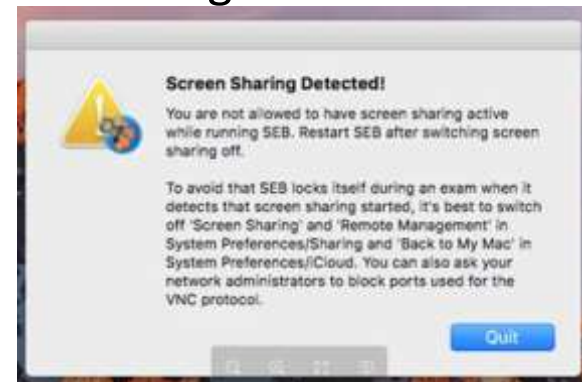 Screen Sharing Detected!
You are not allowed to have screen sharing active
while running SEB. Restart SEB after switching screen
sharing off.
To avoid that SEB locks itself during an exam when it
detects that screen sharing started, it's best to switch
off 'Screen Sharing' and 'Remote Management' in
System Preferences/Sharing and 'Back to My Mac' in
System Preferences/iCloud. You can also ask your
network administrators to block ports used for the
VNC protocol.
Quit